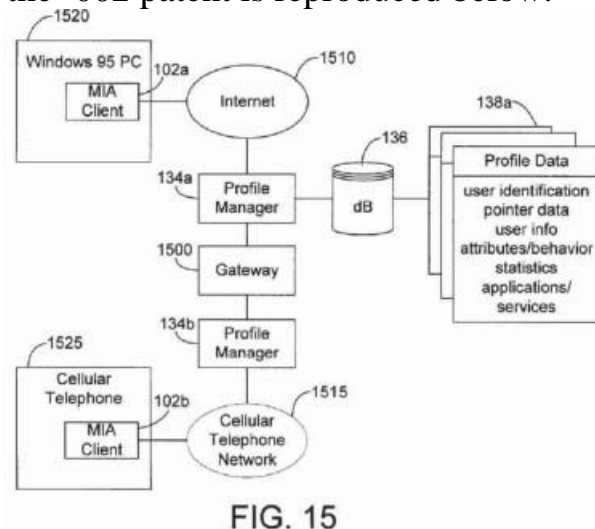 1520
Windows 95 PC
102a
MIA
Client
1510
Internet
138a
136
134a
Profile
Manager
dB
Profile Data
user identification
pointer data
user info
attributes/behavior
statistics
applications/
services
1500
Gateway
134b
Profile
Manager
1525
Cellular
Telephone
102b
MIA
Client
1515
Cellular
Telephone
Network
FIG. 15